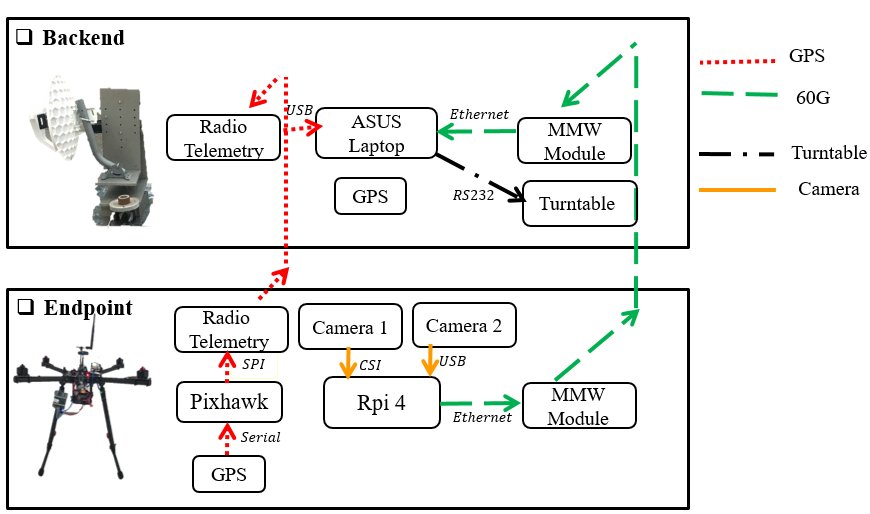 ❑ Backend
Radio
Telemetry
USB
ASUS
Laptop
Ethernet
MMW
Module
GPS
RS232
Turntable
❑ Endpoint
Radio
Telemetry
Camera 1
Camera 2
SPI
CSI
USB
Pixhawk
Rpi 4
Ethernet
MMW
Module
Serial
GPS
GPS
60G
Turntable
Camera